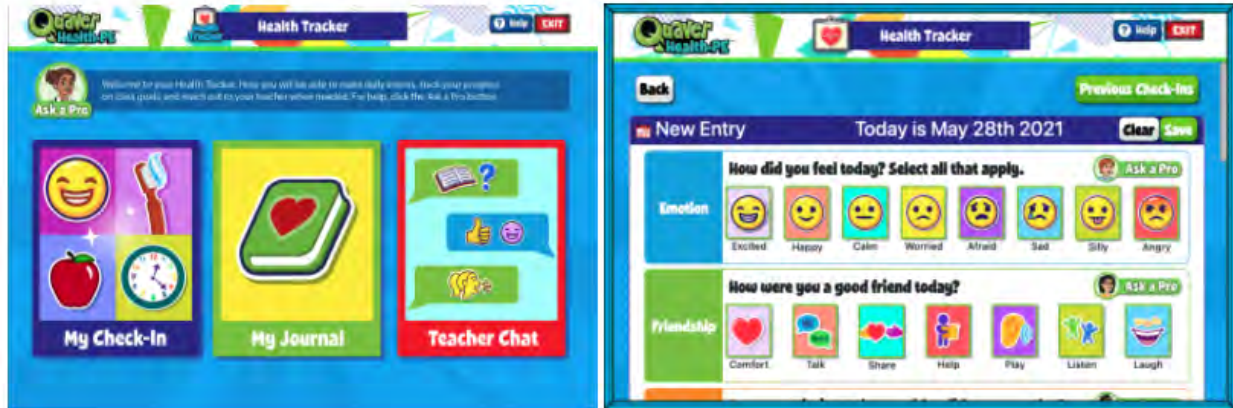 Quaver
Health•PE
Health Tracker
Help
EXIT
Ask a Pro
Welcome to your Health Tracker. Here you will be able to make daily entries, track your progress
on class goals and reach out to your teacher when needed. For help, click the Ask a Pro button.
My Check-In
My Journal
Teacher Chat
Quaver
Health•PE
Health Tracker
Help
EXIT
Back
Previous Check-Ins
New Entry
Today is May 28th 2021
Clear
Save
Emotion
How did you feel today? Select all that apply.
Ask a Pro
Excited
Happy
Calm
Worried
Afraid
Sad
Silly
Angry
Friendship
How were you a good friend today?
Ask a Pro
Comfort
Talk
Share
Help
Play
Listen
Laugh